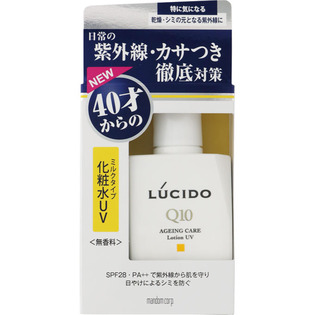 特に気になる
乾燥・シミの元となる紫外線に
日常の
紫外線・カサつき
徹底対策
NEW
40才
からの
ミルクタイプ
化粧水UV
<無香料>
LÚCIDO
Q10
AGEING CARE
Lotion UV
SPF28・PA++で紫外線から肌を守り
日やけによるシミを防ぐ
mandom corp.